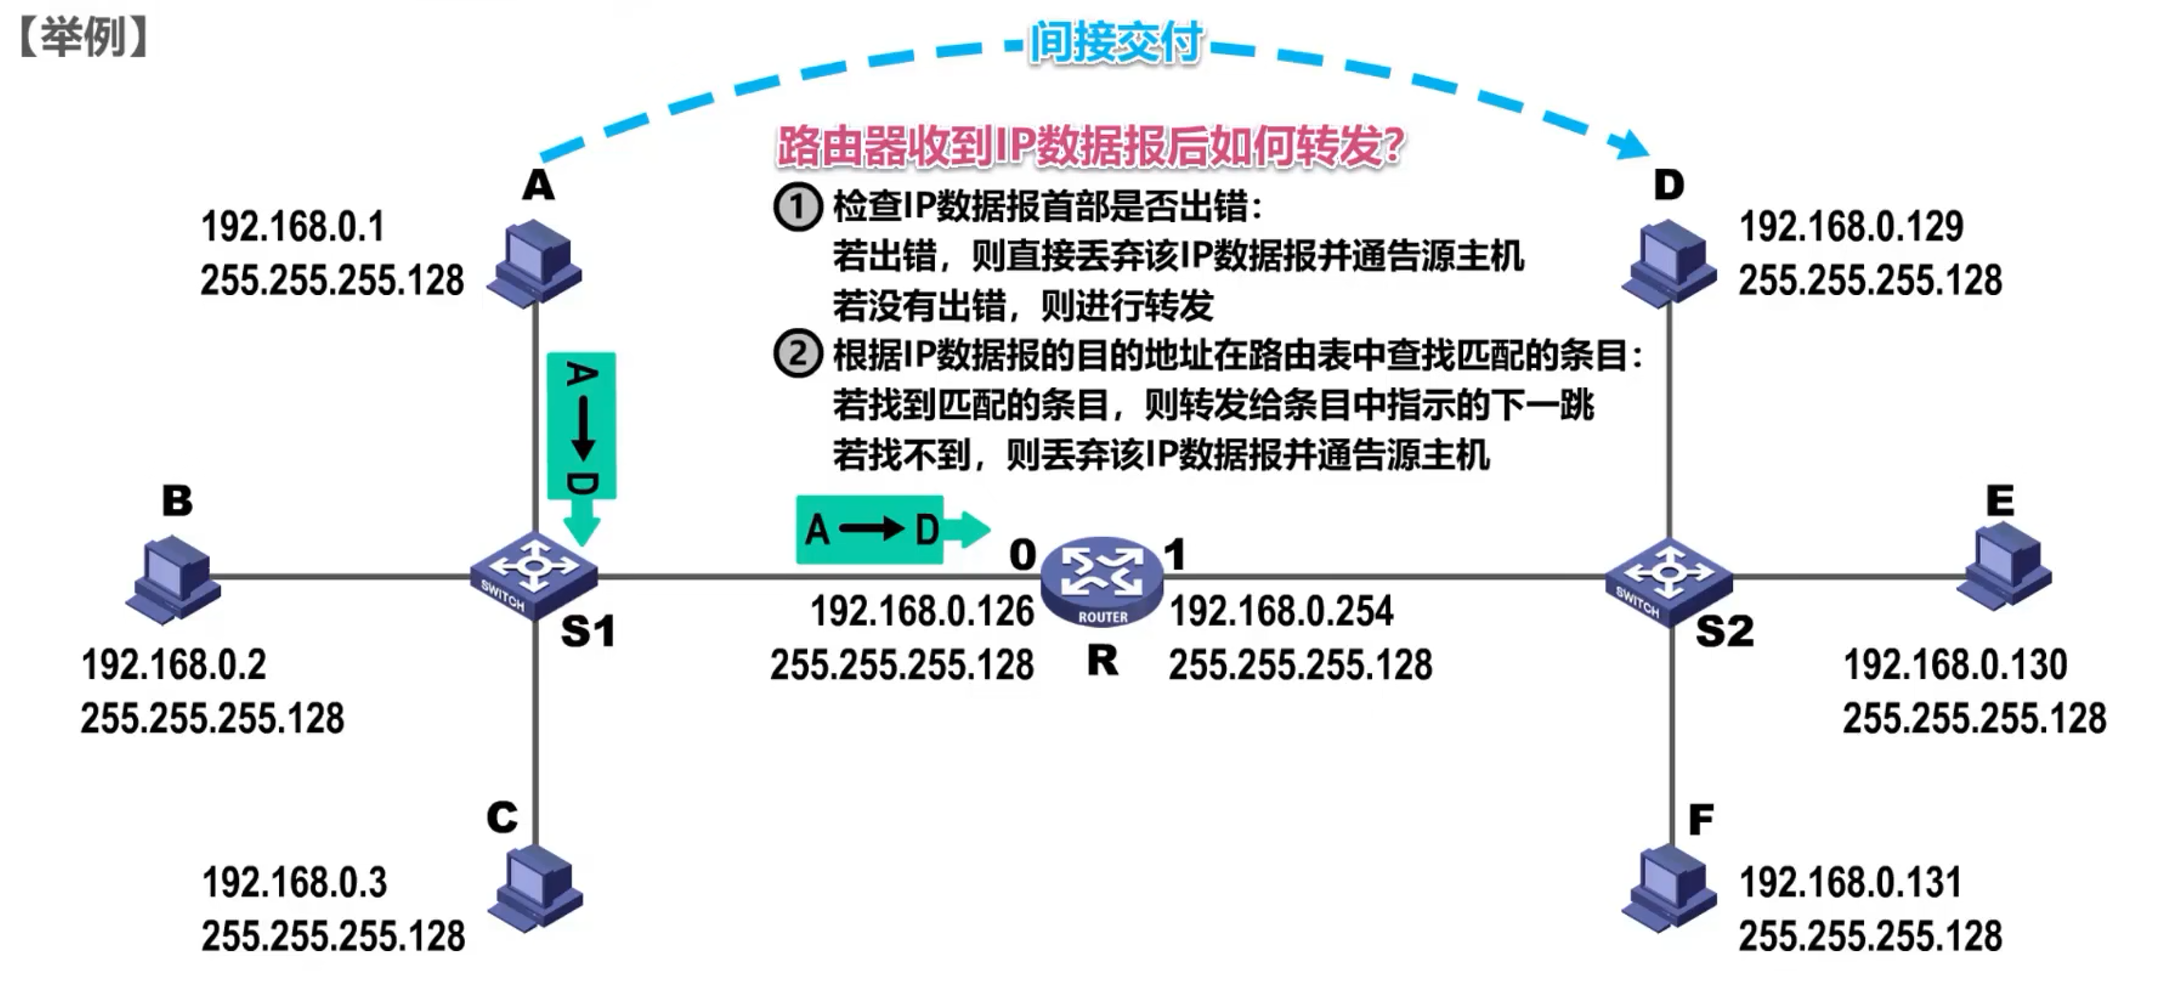 【举例】
间接交付
路由器收到IP数据报后如何转发？
① 检查IP数据报首部是否出错：
若出错，则直接丢弃该IP数据报并通告源主机
若没有出错，则进行转发
② 根据IP数据报的目的地址在路由表中查找匹配的条目：
若找到匹配的条目，则转发给条目中指示的下一跳
若找不到，则丢弃该IP数据报并通告源主机
A
192.168.0.1
255.255.255.128
D
192.168.0.129
255.255.255.128
A → D
B
192.168.0.2
255.255.255.128
SWITCH
S1
A → D
0
1
ROUTER
R
192.168.0.126
255.255.255.128
192.168.0.254
255.255.255.128
SWITCH
S2
E
192.168.0.130
255.255.255.128
C
192.168.0.3
255.255.255.128
F
192.168.0.131
255.255.255.128